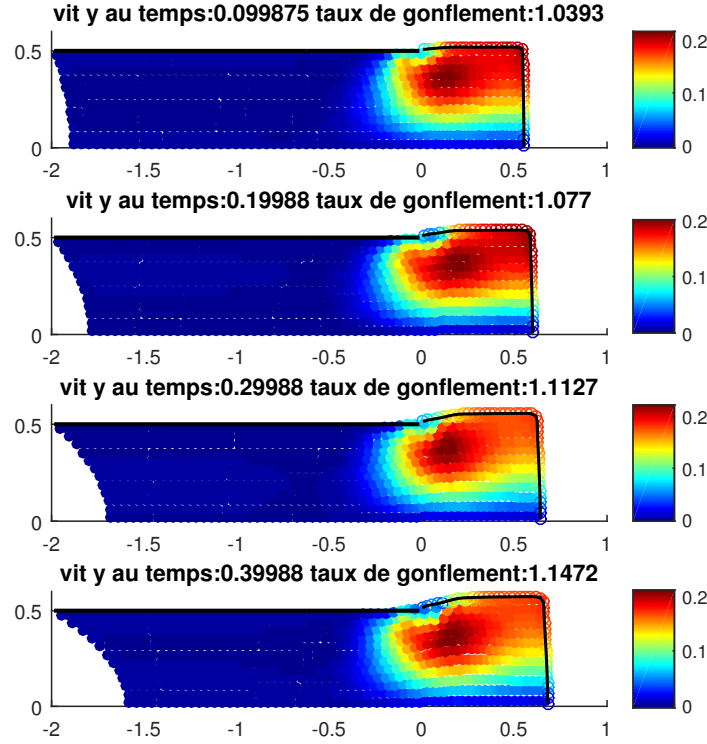 vit y au temps:0.099875 taux de gonflement:1.0393
0.5
0
-2 -1.5 -1 -0.5 0 0.5 1
0.2
0.1
0
vit y au temps:0.19988 taux de gonflement:1.077
0.5
0
-2 -1.5 -1 -0.5 0 0.5 1
0.2
0.1
0
vit y au temps:0.29988 taux de gonflement:1.1127
0.5
0
-2 -1.5 -1 -0.5 0 0.5 1
0.2
0.1
0
vit y au temps:0.39988 taux de gonflement:1.1472
0.5
0
-2 -1.5 -1 -0.5 0 0.5 1
0.2
0.1
0